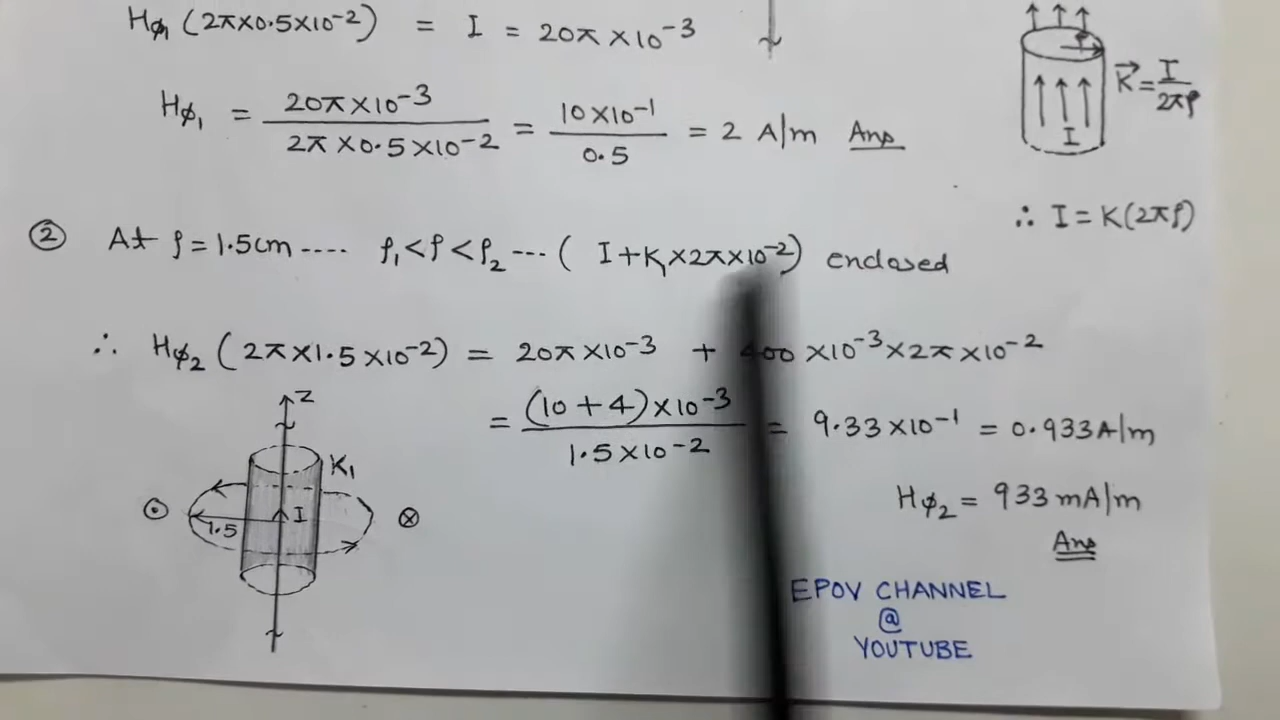 Hϕ₁ (2π×0.5×10⁻²) = I = 20π×10⁻³
Hϕ₁ = 20π×10⁻³ / 2π×0.5×10⁻² = 10×10⁻¹ / 0.5 = 2 A/m Ans
K⃗ = I / 2πρ
I
ρ
∴ I = K(2πρ)
② At ρ = 1.5cm .... ρ₁<ρ<ρ₂ ... ( I+K₁×2π×10⁻²) enclosed
∴ Hϕ₂ (2π×1.5×10⁻²) = 20π×10⁻³ + 400×10⁻³×2π×10⁻²
= (10+4)×10⁻³ / 1.5×10⁻² = 9.33×10⁻¹ = 0.933A/m
Z
K₁
I
1.5
Hϕ₂ = 933mA/m
Ans
EPOV CHANNEL
@
YOUTUBE